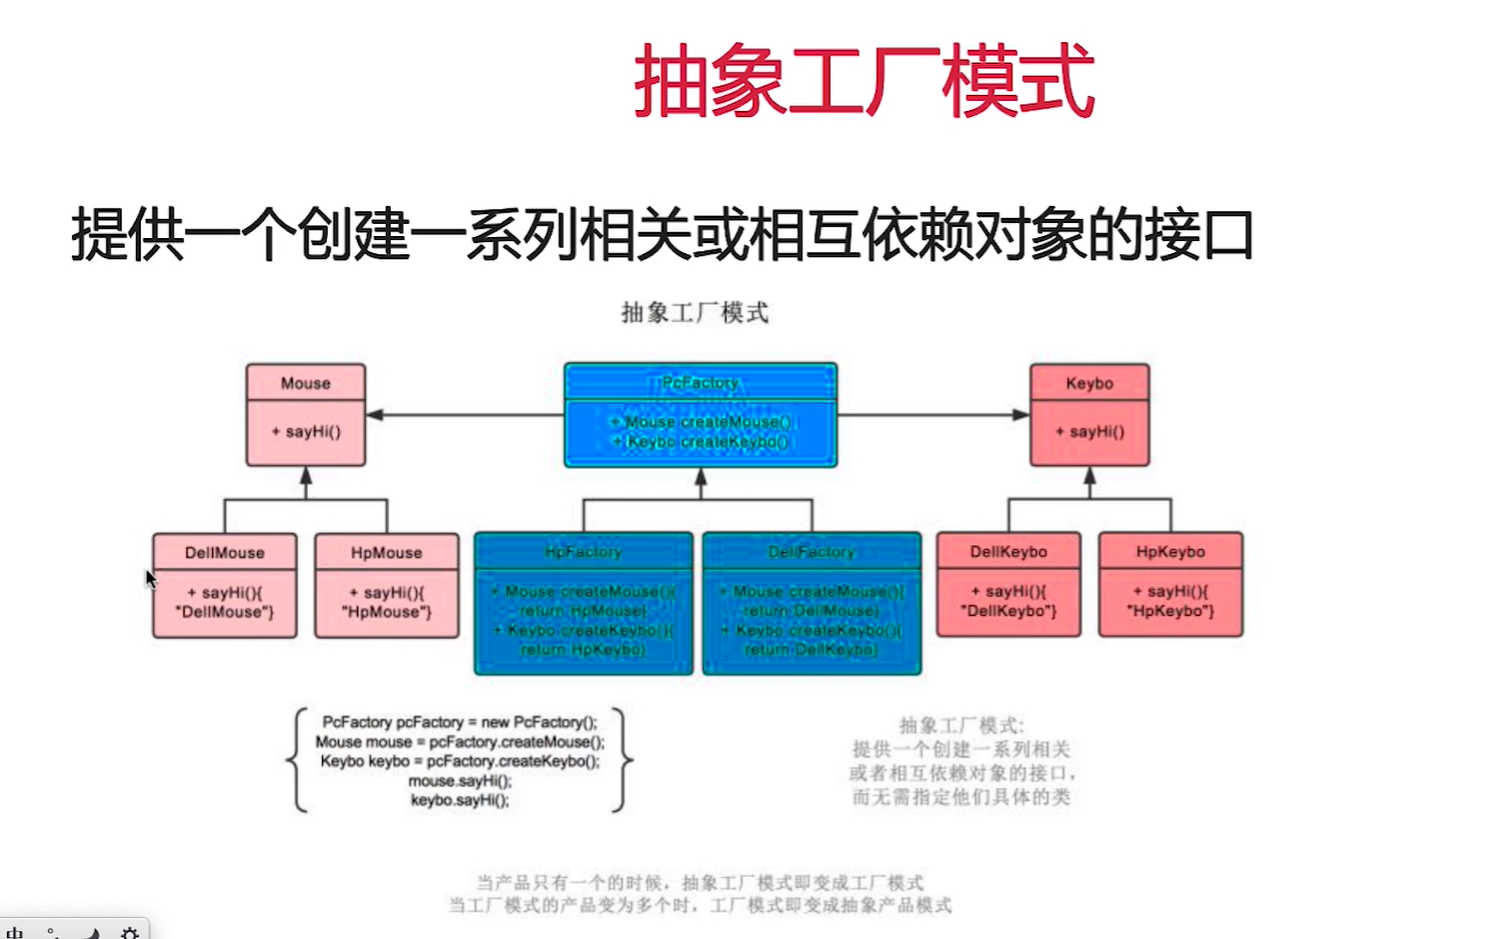 抽象工厂模式
提供一个创建一系列相关或相互依赖对象的接口
抽象工厂模式
Mouse
+ sayHi()
PcFactory
+ Mouse createMouse()
+ Keybo createKeybo()
Keybo
+ sayHi()
DellMouse
+ sayHi(){
"DellMouse"}
HpMouse
+ sayHi(){
"HpMouse"}
HpFactory
+ Mouse createMouse(){
return HpMouse}
+ Keybo createKeybo(){
return HpKeybo}
DellFactory
+ Mouse createMouse(){
return DellMouse}
+ Keybo createKeybo(){
return DellKeybo}
DellKeybo
+ sayHi(){
"DellKeybo"}
HpKeybo
+ sayHi(){
"HpKeybo"}
PcFactory pcFactory = new PcFactory();
Mouse mouse = pcFactory.createMouse();
Keybo keybo = pcFactory.createKeybo();
mouse.sayHi();
keybo.sayHi();
抽象工厂模式:
提供一个创建一系列相关
或者相互依赖对象的接口，
而无需指定他们具体的类
当产品只有一个的时候，抽象工厂模式即变成工厂模式
当工厂模式的产品变为多个时，工厂模式即变成抽象产品模式
中